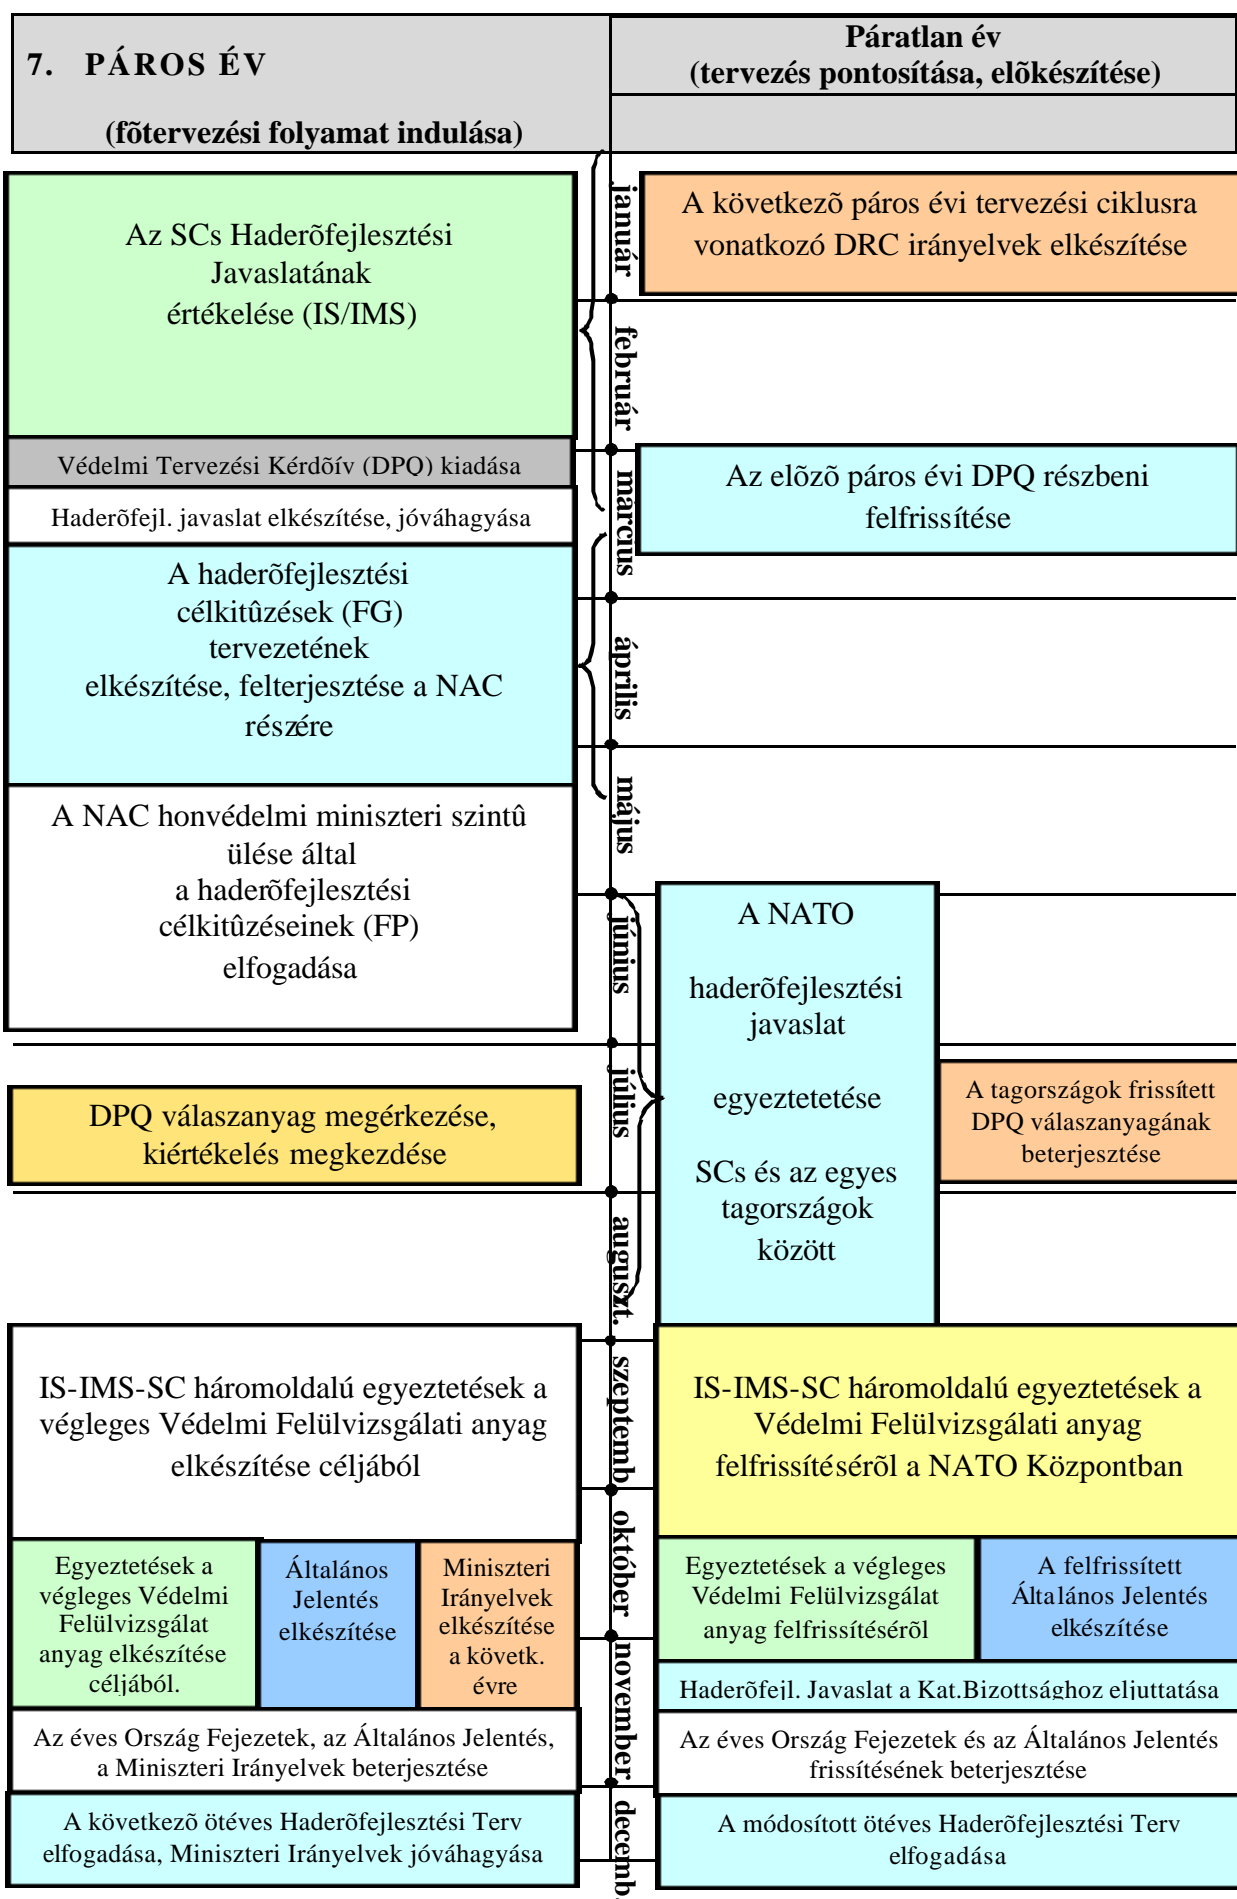 7. PÁROS ÉV
(fõtervezési folyamat indulása)
Páratlan év
(tervezés pontosítása, elõkészítése)
Az SCs Haderõfejlesztési
Javaslatának
értékelése (IS/IMS)
Védelmi Tervezési Kérdõív (DPQ) kiadása
Haderõfejl. javaslat elkészítése, jóváhagyása
A haderõfejlesztési
célkitûzések (FG)
tervezetének
elkészítése, felterjesztése a NAC
részére
A NAC honvédelmi miniszteri szintû
ülése által
a haderõfejlesztési
célkitûzéseinek (FP)
elfogadása
DPQ válaszanyag megérkezése,
kiértékelés megkezdése
IS-IMS-SC háromoldalú egyeztetések a
végleges Védelmi Felülvizsgálati anyag
elkészítése céljából
Egyeztetések a
végleges Védelmi
Felülvizsgálat
anyag elkészítése
céljából.
Általános
Jelentés
elkészítése
Miniszteri
Irányelvek
elkészítése
a követk.
évre
Az éves Ország Fejezetek, az Általános Jelentés,
a Miniszteri Irányelvek beterjesztése
A következõ ötéves Haderõfejlesztési Terv
elfogadása, Miniszteri Irányelvek jóváhagyása
január
február
március
április
május
június
július
auguszt.
szeptemb
október
november
decemb.
A következõ páros évi tervezési ciklusra
vonatkozó DRC irányelvek elkészítése
Az elõzõ páros évi DPQ részbeni
felfrissítése
A NATO
haderõfejlesztési
javaslat
egyeztetetése
SCs és az egyes
tagországok
között
A tagországok frissített
DPQ válaszanyagának
beterjesztése
IS-IMS-SC háromoldalú egyeztetések a
Védelmi Felülvizsgálati anyag
felfrissítésérõl a NATO Központban
Egyeztetések a végleges
Védelmi Felülvizsgálat
anyag felfrissítésérõl
A felfrissített
Általános Jelentés
elkészítése
Haderõfejl. Javaslat a Kat.Bizottsághoz eljuttatása
Az éves Ország Fejezetek és az Általános Jelentés
frissítésének beterjesztése
A módosított ötéves Haderõfejlesztési Terv
elfogadása